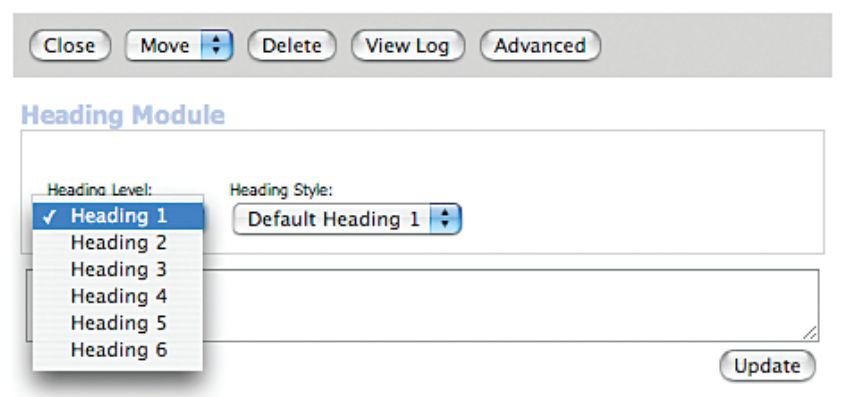 Close Move Delete View Log Advanced
Heading Module
Heading Level: Heading Style:
✓ Heading 1 Default Heading 1
Heading 2
Heading 3
Heading 4
Heading 5
Heading 6
Update